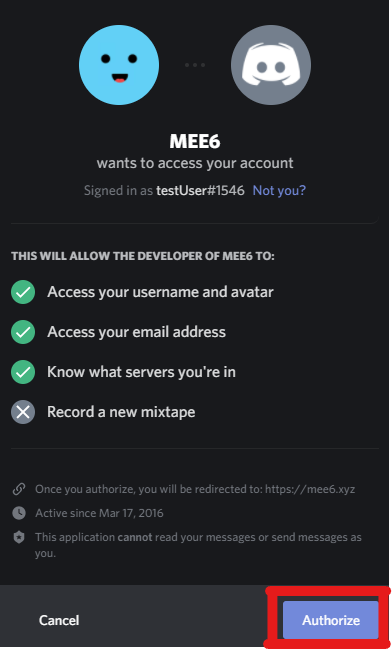 MEE6
wants to access your account
Signed in as testUser#1546 Not you?
THIS WILL ALLOW THE DEVELOPER OF MEE6 TO:
Access your username and avatar
Access your email address
Know what servers you're in
Record a new mixtape
Once you authorize, you will be redirected to: https://mee6.xyz
Active since Mar 17, 2016
This application cannot read your messages or send messages as
you.
Cancel
Authorize